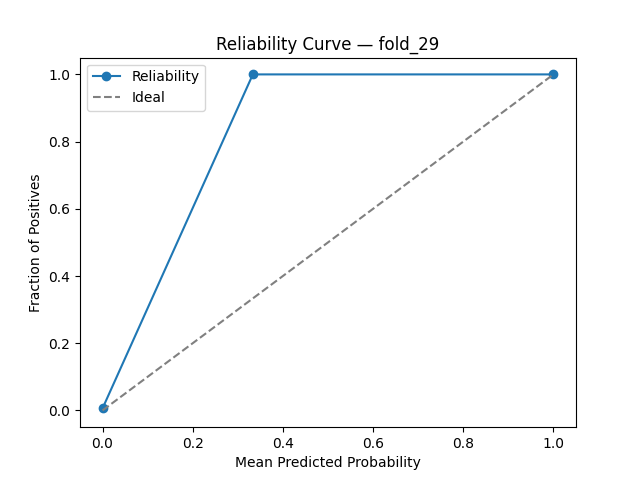 Reliability Curve — fold_29
Reliability
Ideal
Fraction of Positives
1.0
0.8
0.6
0.4
0.2
0.0
0.0 0.2 0.4 0.6 0.8 1.0
Mean Predicted Probability